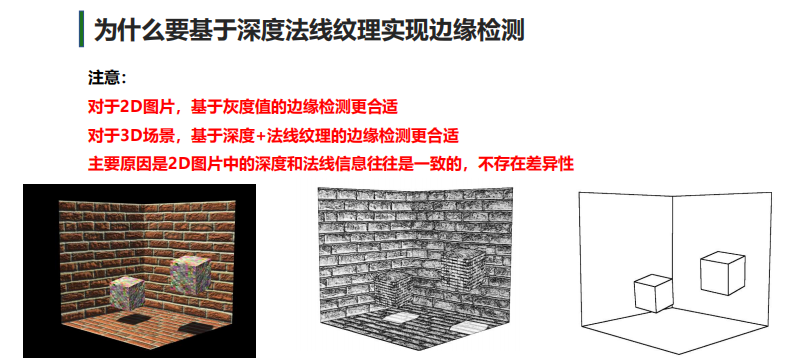 为什么要基于深度法线纹理实现边缘检测
注意：
对于2D图片，基于灰度值的边缘检测更合适
对于3D场景，基于深度+法线纹理的边缘检测更合适
主要原因是2D图片中的深度和法线信息往往是一致的，不存在差异性